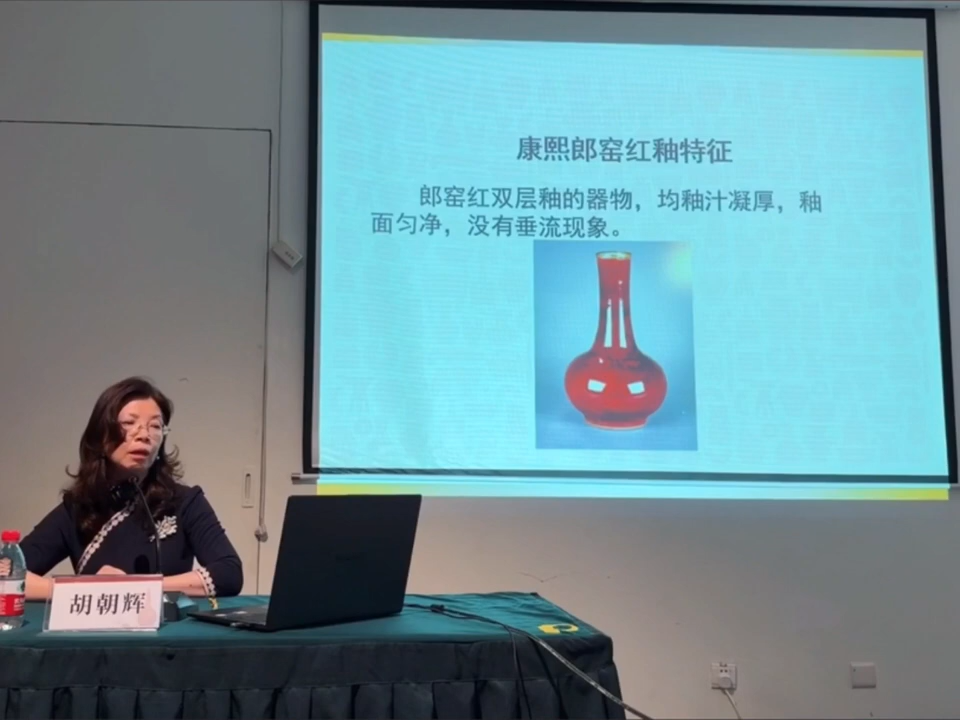 康熙郎窑红釉特征
郎窑红双层釉的器物，均釉汁凝厚，釉
面匀净，没有垂流现象。
胡朝辉